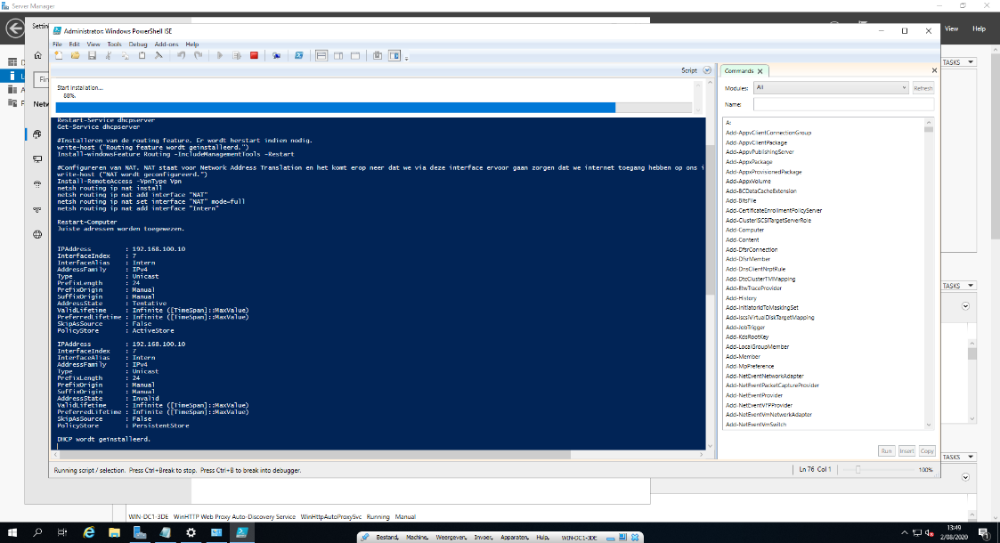 Server Manager
Settin
View Help
Administrator: Windows PowerShell ISE
File Edit View Tools Debug Add-ons Help
Fin
Netw
Script
Start Installation...
68%.
Restart-Service dhcpserver
Get-Service dhcpserver
#Installeren van de routing feature. Er wordt herstart indien nodig.
write-host ("Routing feature wordt geinstalleerd.")
Install-windowsFeature Routing -IncludeManagementTools -Restart
#Configureren van NAT. NAT staat voor Network Address Translation en het komt erop neer dat we via deze interface ervoor gaan zorgen dat we internet toegang hebben op ons i
write-host ("NAT wordt geconfigureerd.")
Install-RemoteAccess -VpnType Vpn
netsh routing ip nat install
netsh routing ip nat add interface "NAT"
netsh routing ip nat set interface "NAT" mode=full
netsh routing ip nat add interface "Intern"
Restart-Computer
Juiste adressen worden toegewezen.
IPAddress : 192.168.100.10
InterfaceIndex : 7
InterfaceAlias : Intern
AddressFamily : IPv4
Type : Unicast
PrefixLength : 24
PrefixOrigin : Manual
SuffixOrigin : Manual
AddressState : Tentative
ValidLifetime : Infinite ([TimeSpan]::MaxValue)
PreferredLifetime : Infinite ([TimeSpan]::MaxValue)
SkipAsSource : False
PolicyStore : ActiveStore
IPAddress : 192.168.100.10
InterfaceIndex : 7
InterfaceAlias : Intern
AddressFamily : IPv4
Type : Unicast
PrefixLength : 24
PrefixOrigin : Manual
SuffixOrigin : Manual
AddressState : Invalid
ValidLifetime : Infinite ([TimeSpan]::MaxValue)
PreferredLifetime : Infinite ([TimeSpan]::MaxValue)
SkipAsSource : False
PolicyStore : PersistentStore
DHCP wordt geïnstalleerd.
Commands
Modules: All Refresh
Name:
A:
Add-AppvClientConnectionGroup
Add-AppvClientPackage
Add-AppvPublishingServer
Add-AppxPackage
Add-AppxProvisionedPackage
Add-AppxVolume
Add-BCDataCacheExtension
Add-BitsFile
Add-CertificateEnrollmentPolicyServer
Add-ClusteriSCSITargetServerRole
Add-Computer
Add-Content
Add-DfsrConnection
Add-DfsrMember
Add-DnsClientNrptRule
Add-DtcClusterTMMapping
Add-EtwTraceProvider
Add-History
Add-InitiatorIdToMaskingSet
Add-IscsiVirtualDiskTargetMapping
Add-JobTrigger
Add-KdsRootKey
Add-LocalGroupMember
Add-Member
Add-MpPreference
Add-NetEventNetworkAdapter
Add-NetEventPacketCaptureProvider
Add-NetEventProvider
Add-NetEventVFPProvider
Add-NetEventVmNetworkAdapter
Add-NetEventVmSwitch
Run Insert Copy
TASKS
TASKS
TASKS
Running script / selection. Press Ctrl+Break to stop. Press Ctrl+B to break into debugger.
Ln 76 Col 1
100%
WIN-DC1-3DE WinHTTP Web Proxy Auto-Discovery Service WinHttpAutoProxySvc Running Manual
Bestand, Machine, Weergeven, Invoer, Apparaten, Hulp, WIN-DC1-3DE
13:49
2/08/2020